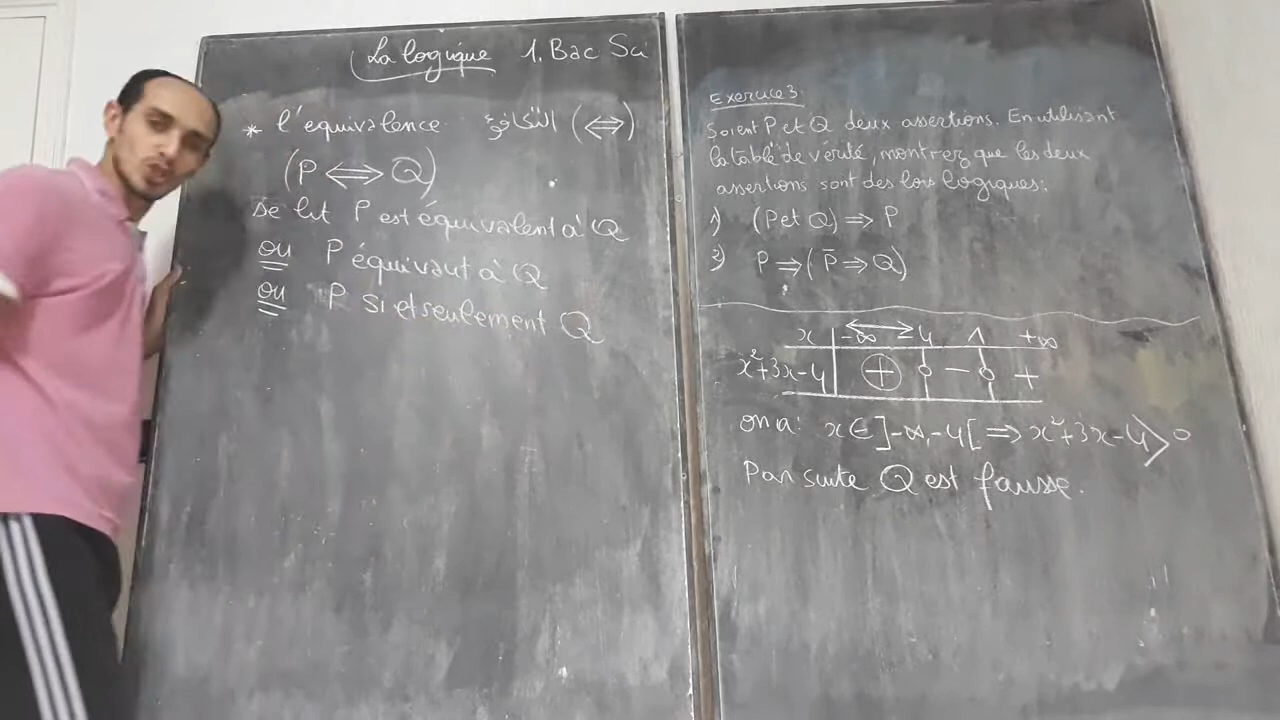 La logique 1. Bac Sc
* l'equivalence التكافؤ (⇔)
(P ⇔ Q)
se lit P est équivalent à Q
ou P équivaut à Q
ou P si et seulement Q
Exercice 3:
Soient P et Q deux assertions. En utilisant
la table de vérité, montrez que les deux
assertions sont des lois logiques:
1) (P et Q) ⇒ P
2) P ⇒ (P̄ ⇒ Q)
x -∞ -4 1 +∞
x²+3x-4 + 0 - 0 +
on a: x ∈ ]-∞,-4[ ⇒ x²+3x-4 > 0
Par suite Q est fausse.